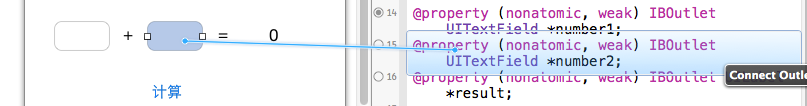 + = 0
计算
14 @property (nonatomic, weak) IBOutlet
UITextField *number1;
15 @property (nonatomic, weak) IBOutlet
UITextField *number2;
16 @property (nonatomic, weak) IBOutlet
*result;
Connect Outle